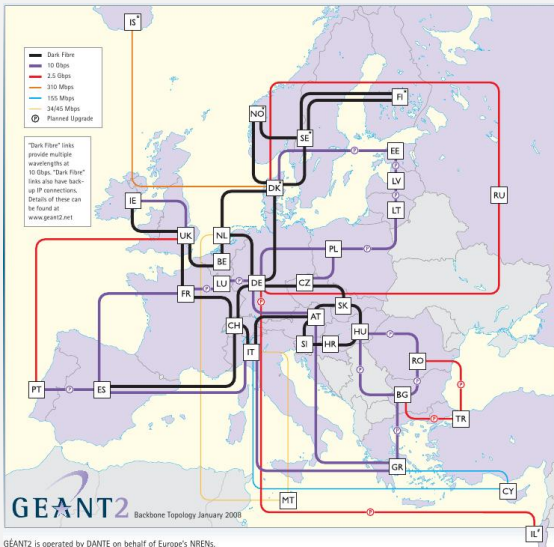 IS*
Dark Fibre
10 Gbps
2.5 Gbps
310 Mbps
155 Mbps
34/45 Mbps
P Planned Upgrade
"Dark Fibre" links
provide multiple
wavelengths at
10 Gbps. "Dark Fibre"
links also have back-
up IP connections.
Details of these can
be found at
www.geant2.net
FI*
NO*
SE*
P
EE
P
LV
P
LT
RU
DK*
IE
UK
NL
BE
PL
P
LU
P
P
DE
CZ
P
FR
SK
AT
CH
HU
P
SI
HR
IT
RO
P
P
P
PT
P
ES
BG
P
TR
P
GR
CY
MT
P
IL*
GEANT2 Backbone Topology January 2008
GÉANT2 is operated by DANTE on behalf of Europe's NRENs.